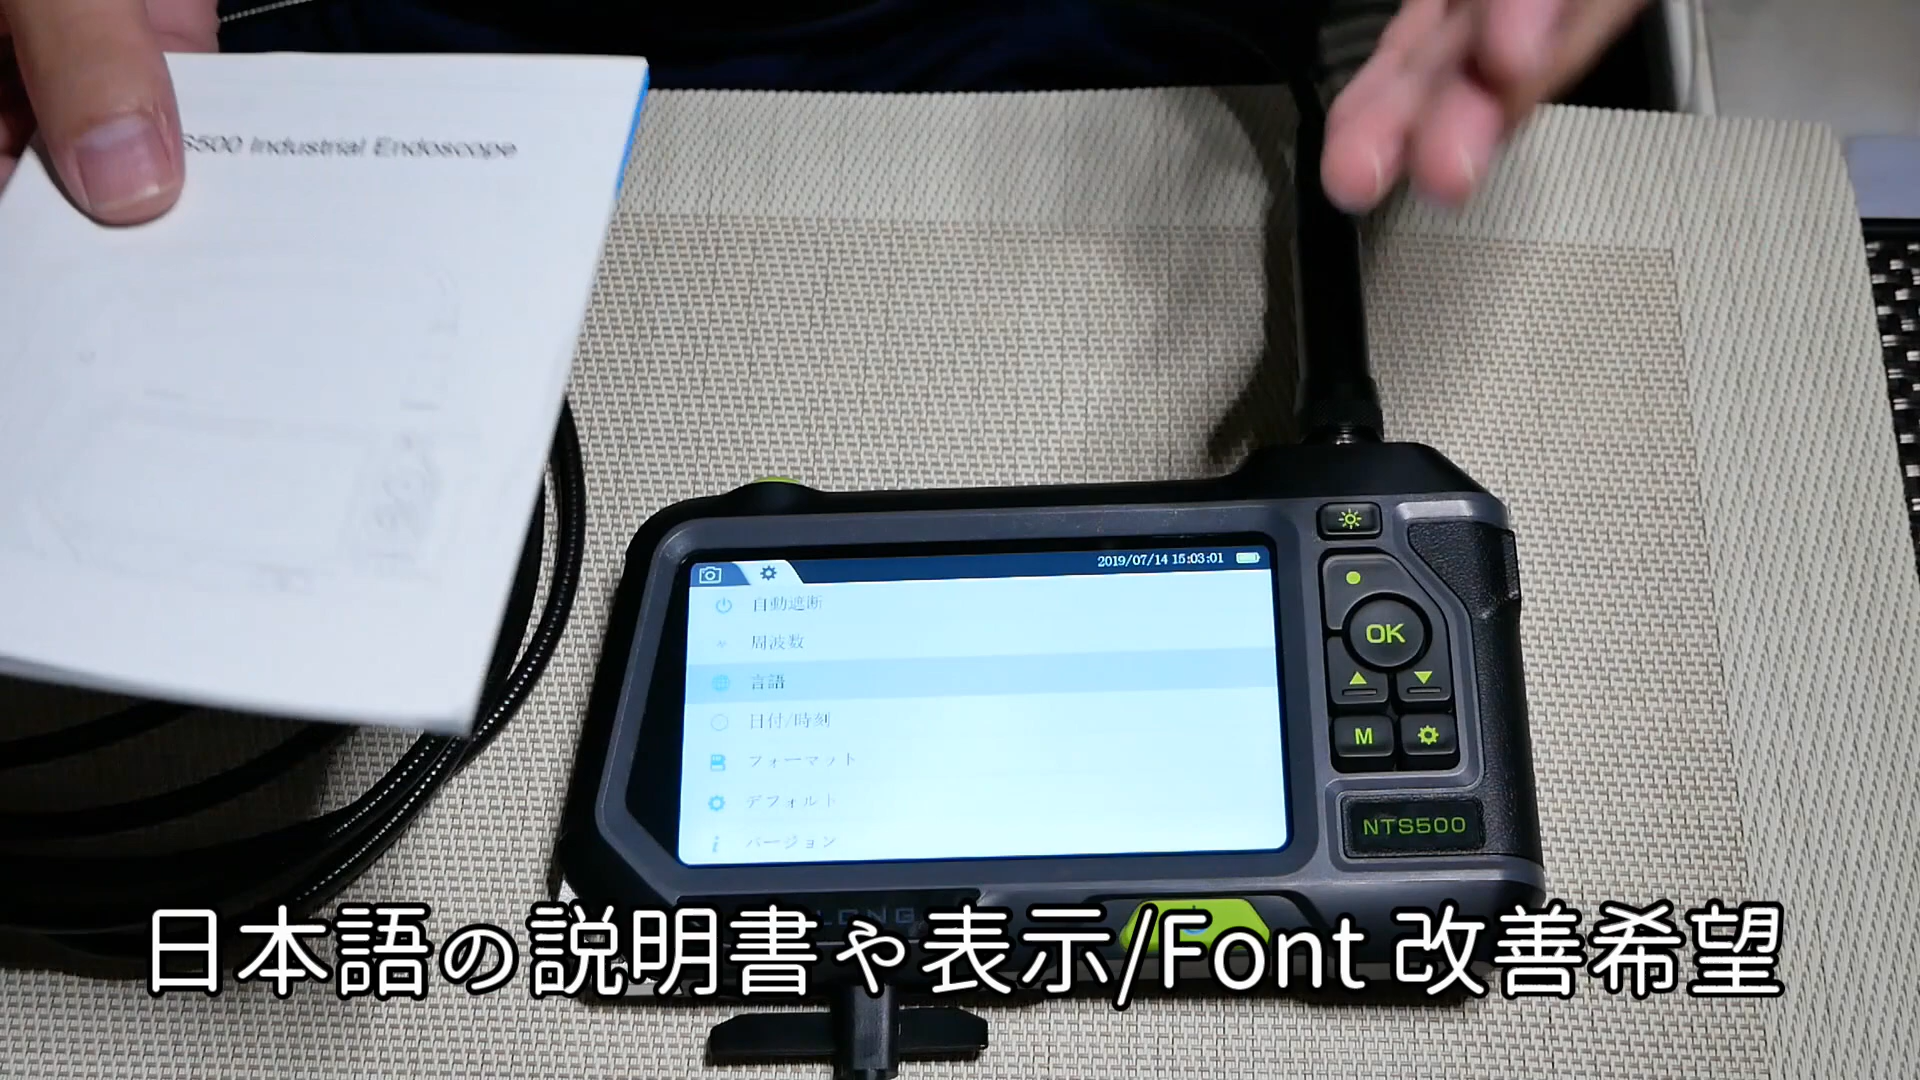 S500 Industrial Endoscope
2019/07/14 15:03:01
自動遮断
周波数
言語
日付/時刻
フォーマット
デフォルト
バージョン
OK
M
NTS500
日本語の説明書や表示/Font 改善希望